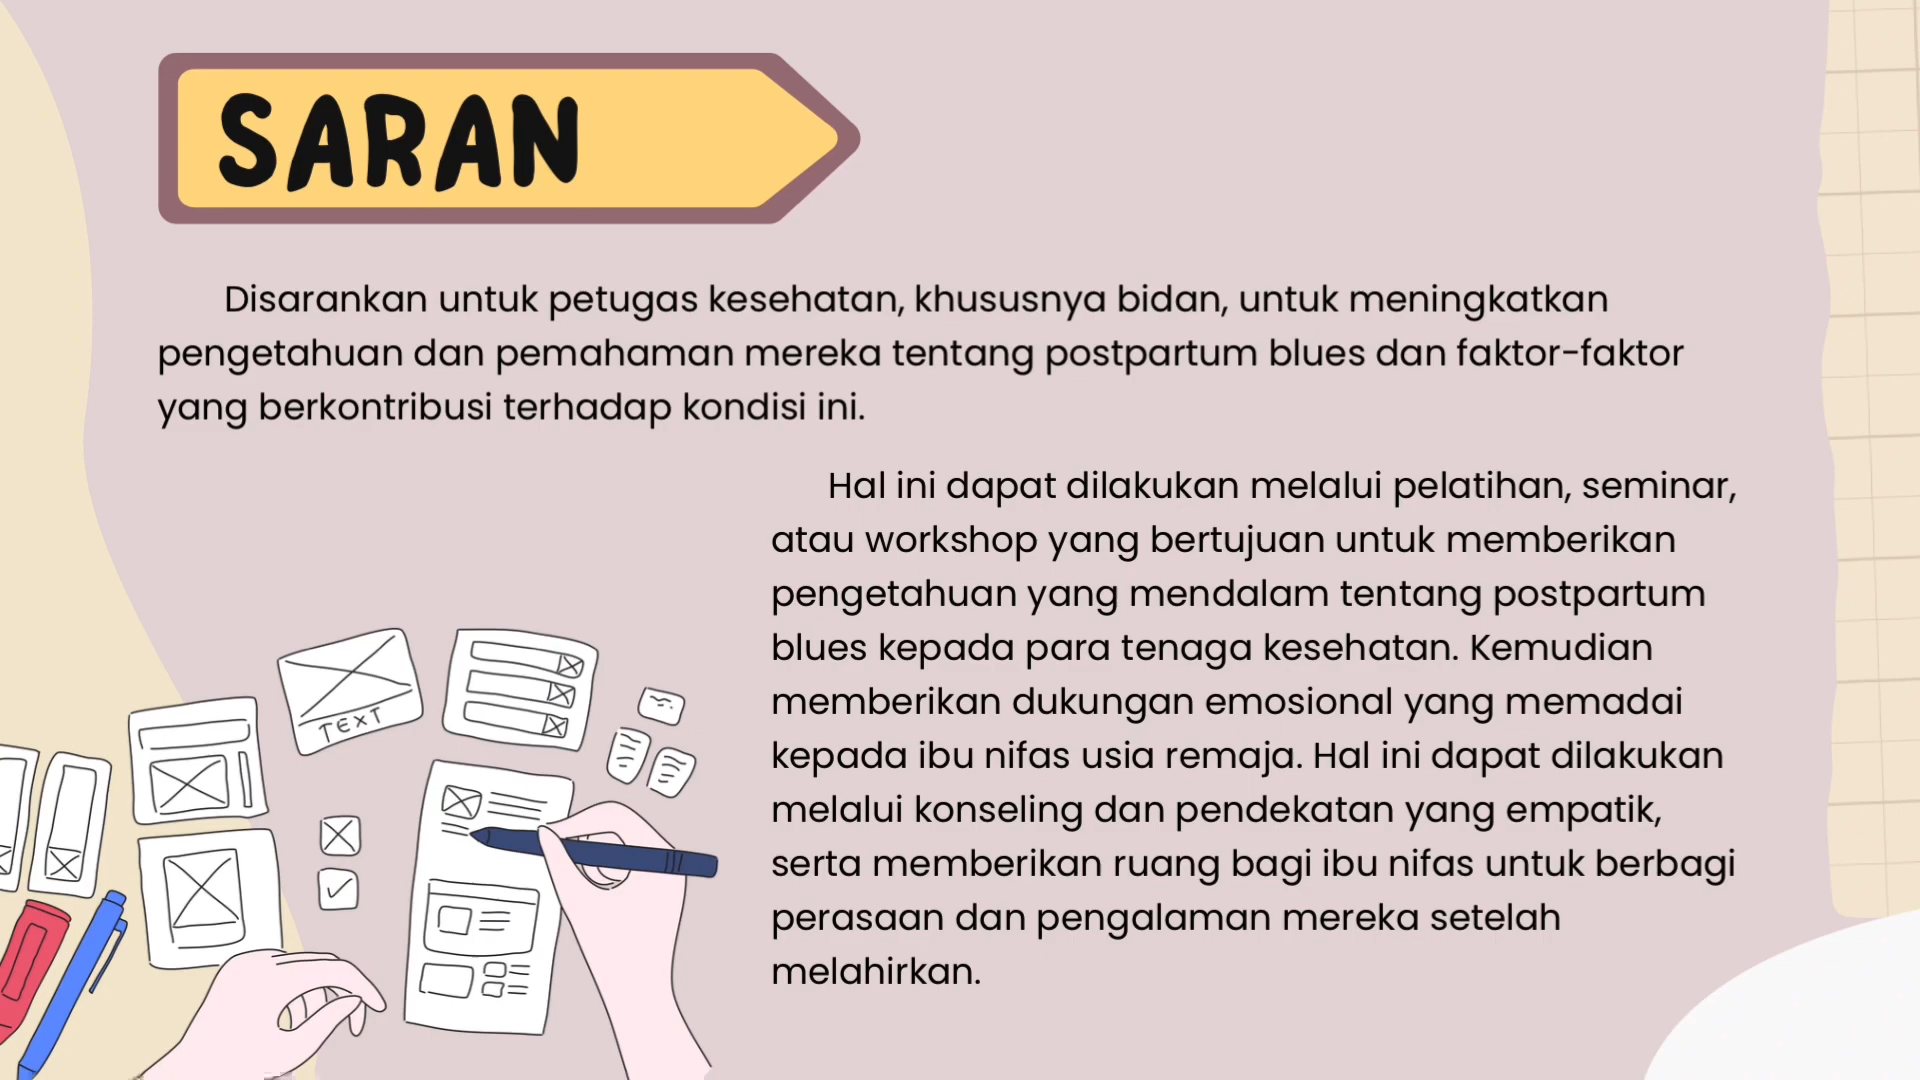 SARAN
Disarankan untuk petugas kesehatan, khususnya bidan, untuk meningkatkan
pengetahuan dan pemahaman mereka tentang postpartum blues dan faktor-faktor
yang berkontribusi terhadap kondisi ini.
Hal ini dapat dilakukan melalui pelatihan, seminar,
atau workshop yang bertujuan untuk memberikan
pengetahuan yang mendalam tentang postpartum
blues kepada para tenaga kesehatan. Kemudian
memberikan dukungan emosional yang memadai
kepada ibu nifas usia remaja. Hal ini dapat dilakukan
melalui konseling dan pendekatan yang empatik,
serta memberikan ruang bagi ibu nifas untuk berbagi
perasaan dan pengalaman mereka setelah
melahirkan.
TEXT